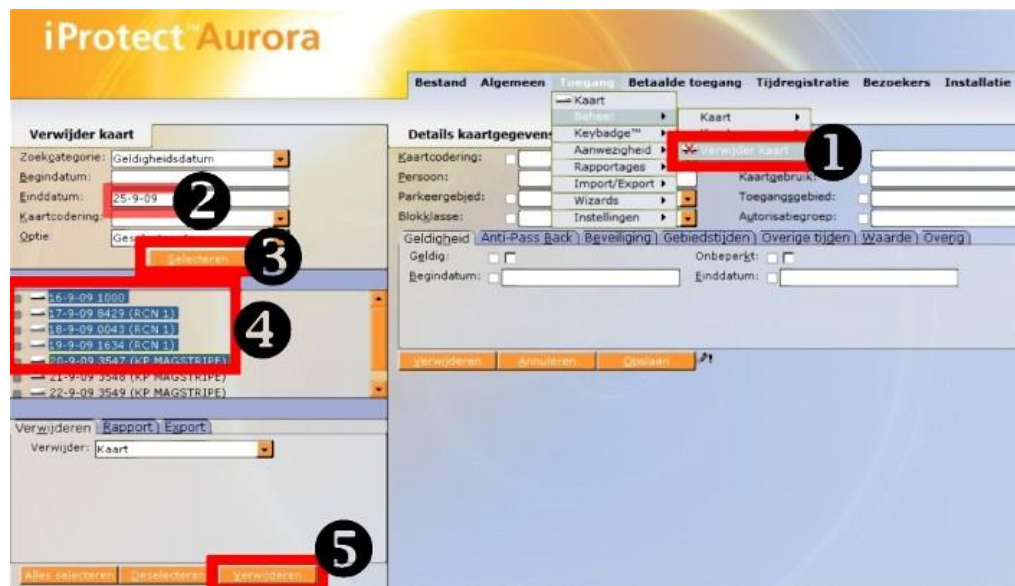 iProtect™Aurora
Bestand Algemeen Toegang Betaalde toegang Tijdregistratie Bezoekers Installatie
Kaart
Beheer
Keybadge™
Aanwezigheid
Rapportages
Import/Export
Wizards
Instellingen
Kaart
Verwijder kaart
1
Verwijder kaart
Zoekcategorie: Geldigheidsdatum
Begindatum:
Einddatum: 25-9-09
2
Kaartcodering:
Optie:
Selecteren
3
16-9-09 1000
17-9-09 8429 (RCN 1)
18-9-09 0043 (RCN 1)
19-9-09 1634 (RCN 1)
20-9-09 3547 (KP MAGSTRIPE)
21-9-09 3548 (KP MAGSTRIPE)
22-9-09 3549 (KP MAGSTRIPE)
4
Verwijderen Rapport Export
Verwijder: Kaart
Alles selecteren Deselecteren Verwijderen
5
Details kaartgegevens
Kaartcodering:
Persoon: Kaartgebruik:
Parkeergebied: Toegangsgebied:
Blokklasse: Autorisatiegroep:
Geldigheid Anti-Pass Back Beveiliging Gebiedstijden Overige tijden Waarde Overig
Geldig: Onbeperkt:
Begindatum: Einddatum:
Verwijderen Annuleren Opslaan